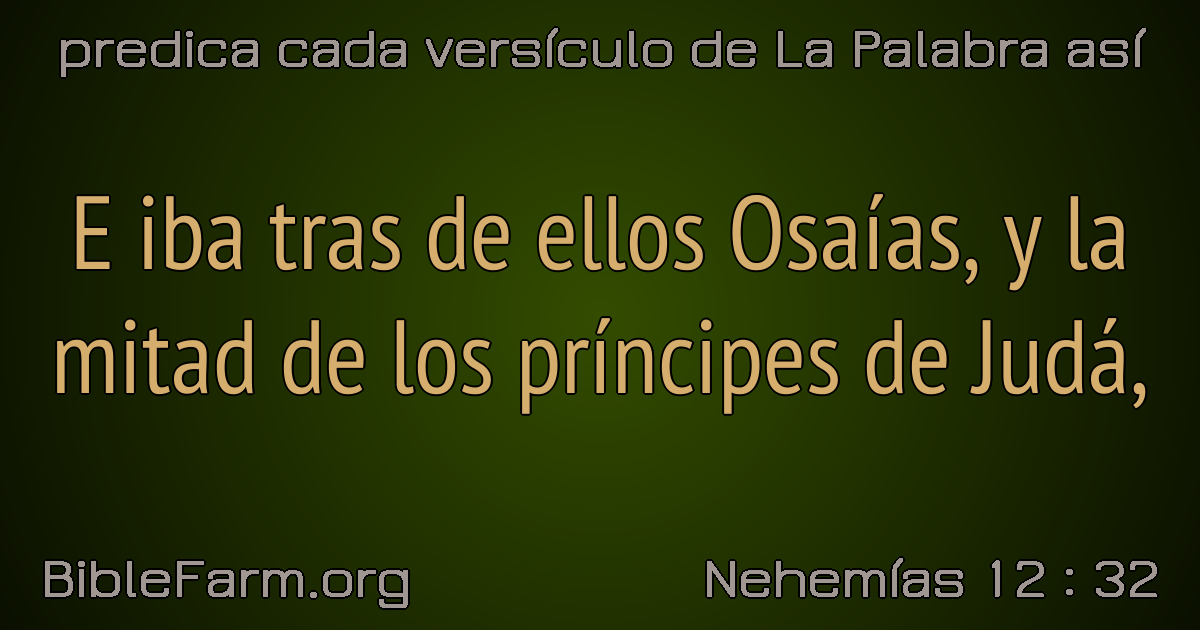 predica cada versículo de La Palabra así
E iba tras de ellos Osaías, y la
mitad de los príncipes de Judá,
BibleFarm.org
Nehemías 12 : 32